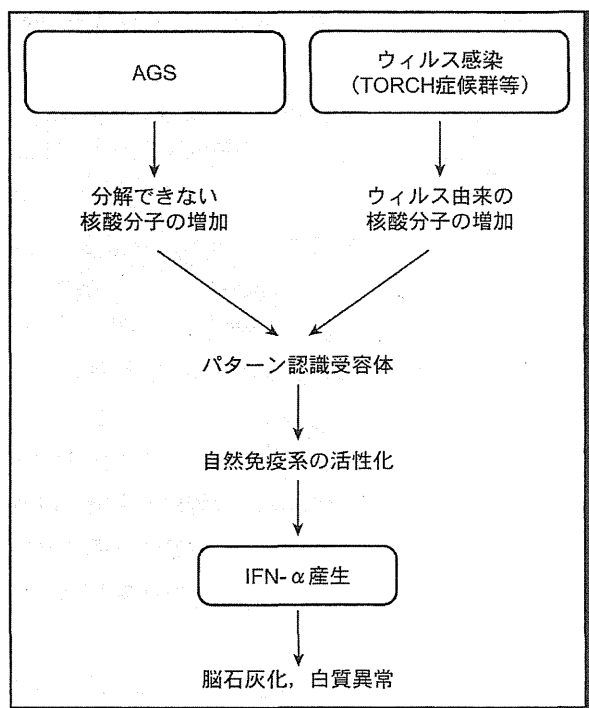 AGS
ウィルス感染
（TORCH症候群等）
分解できない
核酸分子の増加
ウィルス由来の
核酸分子の増加
パターン認識受容体
自然免疫系の活性化
IFN-α産生
脳石灰化，白質異常